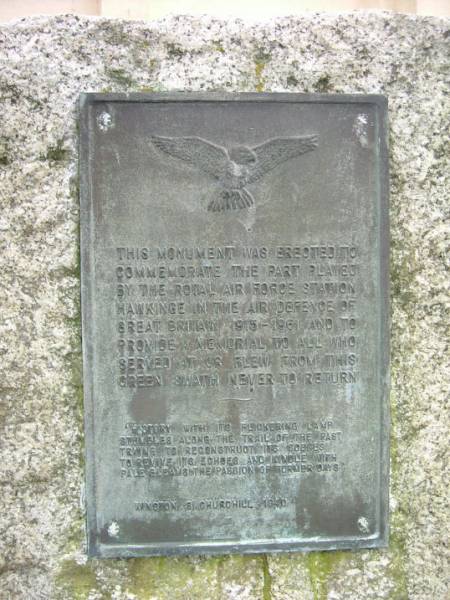 THIS MONUMENT WAS ERECTED TO
COMMEMORATE THE PART PLAYED
BY THE ROYAL AIR FORCE STATION
HAWKINGE IN THE AIR DEFENCE OF
GREAT BRITAIN 1915-1961 AND TO
PROVIDE A MEMORIAL TO ALL WHO
SERVED AT OR FLEW FROM THIS
GREEN SWATH NEVER TO RETURN
"HISTORY WITH ITS FLICKERING LAMP
STUMBLES ALONG THE TRAIL OF THE PAST
TRYING TO RECONSTRUCT ITS SCENES
TO REVIVE ITS ECHOES AND KINDLE WITH
PALE GLEAMS THE PASSION OF FORMER DAYS"
WINSTON S. CHURCHILL 1940